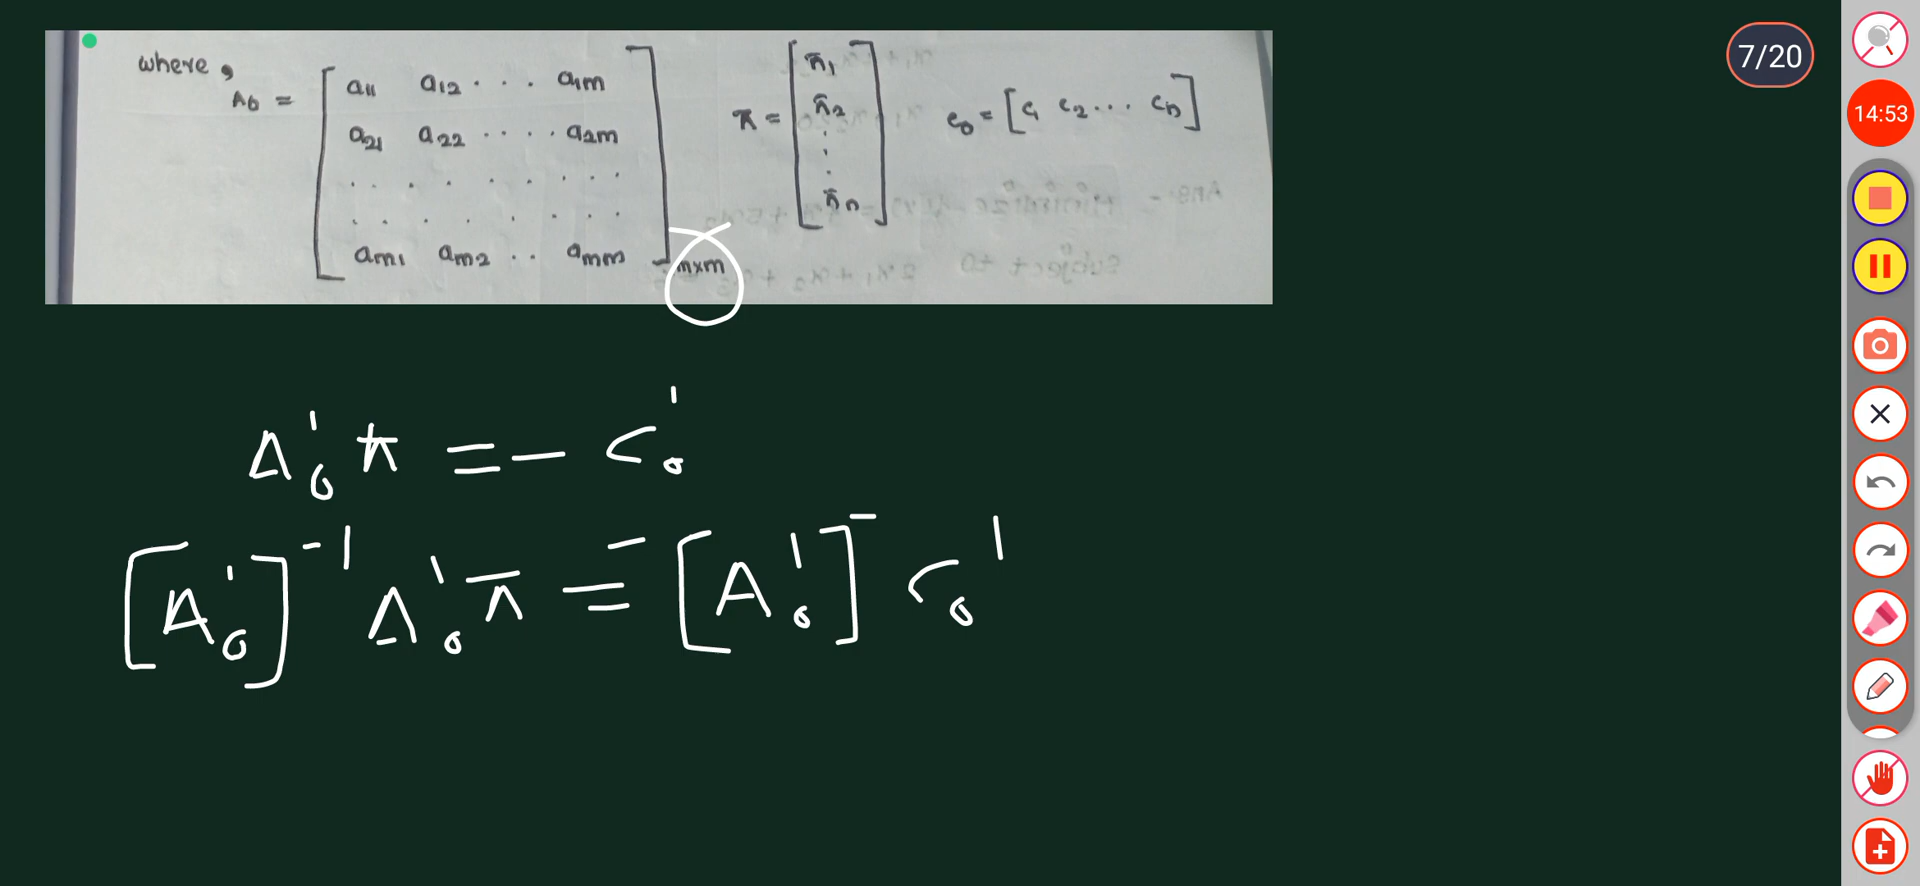 7/20
14:53
where,
A₀ = [ a₁₁ a₁₂ . . . a₁m
a₂₁ a₂₂ . . . . a₂m
. . . . . . . . .
. . . . . . . .
am₁ am₂ . . amm ] m×m
π = [ π₁
π₂
.
.
.
πn ]
c₀ = [c₁ c₂ ... cn]
A₀' π = - c₀'
[A₀']⁻¹ A₀' π = - [A₀']⁻ c₀'